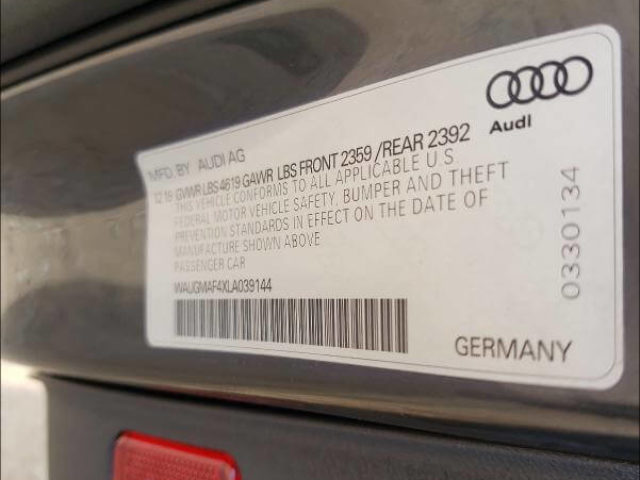 Audi
MFD. BY AUDI AG
12.19 GVWR LBS 4619 GAWR LBS FRONT 2359 /REAR 2392
THIS VEHICLE CONFORMS TO ALL APPLICABLE U.S
FEDERAL MOTOR VEHICLE SAFETY, BUMPER AND THEFT
PREVENTION STANDARDS IN EFFECT ON THE DATE OF
MANUFACTURE SHOWN ABOVE
PASSENGER CAR
WAUGMAF4XLA039144
GERMANY
0330134